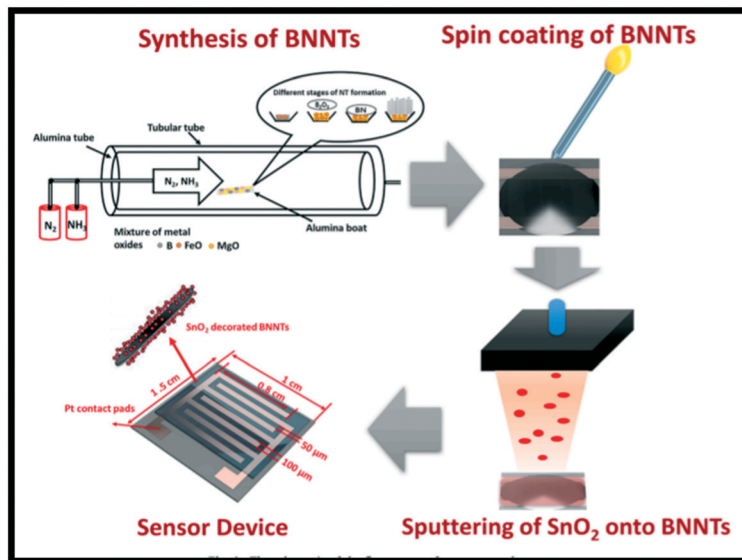 Synthesis of BNNTs
Spin coating of BNNTs
Different stages of NT formation
B₂O₃
BN
Alumina tube
Tubular tube
N₂, NH₃
N₂
NH₃
Alumina boat
Mixture of metal
oxides
B
FeO
MgO
SnO₂ decorated BNNTs
1.5 cm
1 cm
0.8 cm
Pt contact pads
50 μm
100 μm
Sensor Device
Sputtering of SnO₂ onto BNNTs